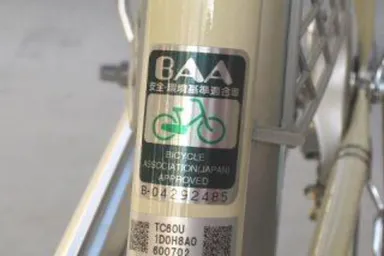 BAA
安全・環境基準適合車
BICYCLE
ASSOCIATION(JAPAN)
APPROVED
B-04292485
TC60U
1D0H8A0
600702